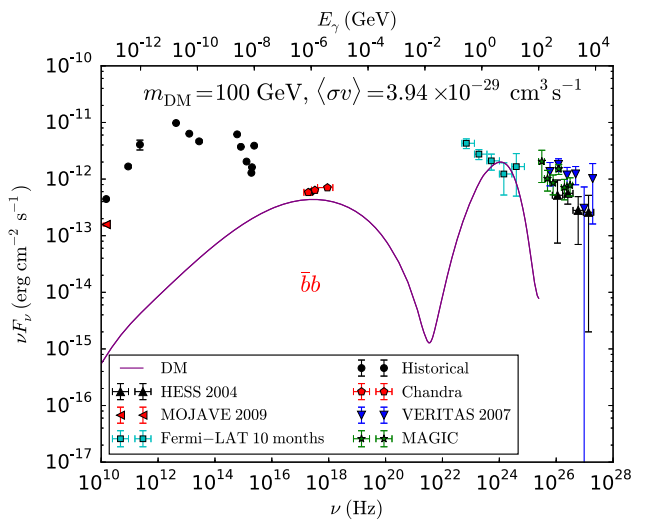 E_γ (GeV)
10^−12 10^−10 10^−8 10^−6 10^−4 10^−2 10^0 10^2 10^4
m_DM = 100 GeV, ⟨σv⟩ = 3.94 × 10^−29 cm^3 s^−1
10^−10
10^−11
10^−12
10^−13
10^−14
10^−15
10^−16
10^−17
νF_ν (erg cm^−2 s^−1)
b̄b
DM
HESS 2004
MOJAVE 2009
Fermi−LAT 10 months
Historical
Chandra
VERITAS 2007
MAGIC
10^10 10^12 10^14 10^16 10^18 10^20 10^22 10^24 10^26 10^28
ν (Hz)